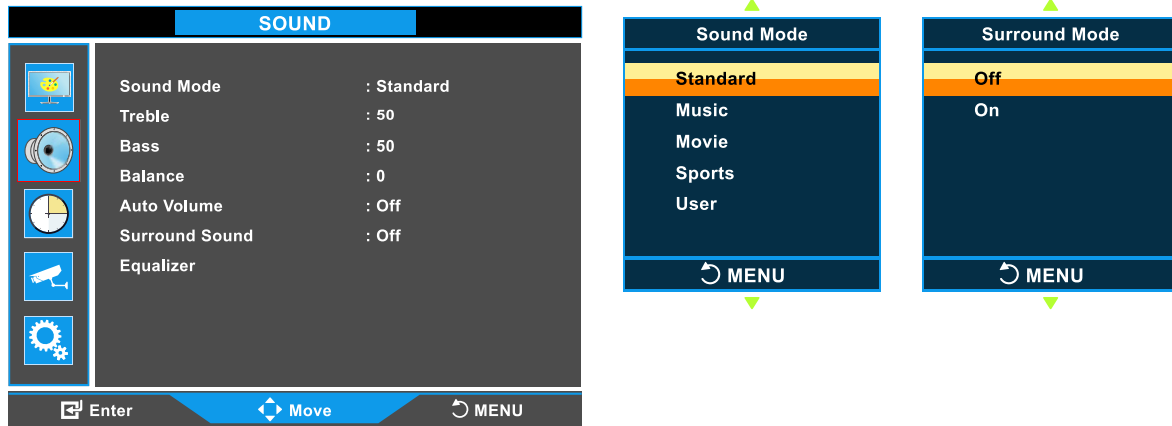 SOUND
Sound Mode : Standard
Treble : 50
Bass : 50
Balance : 0
Auto Volume : Off
Surround Sound : Off
Equalizer
Enter Move MENU
Sound Mode
Standard
Music
Movie
Sports
User
MENU
Surround Mode
Off
On
MENU